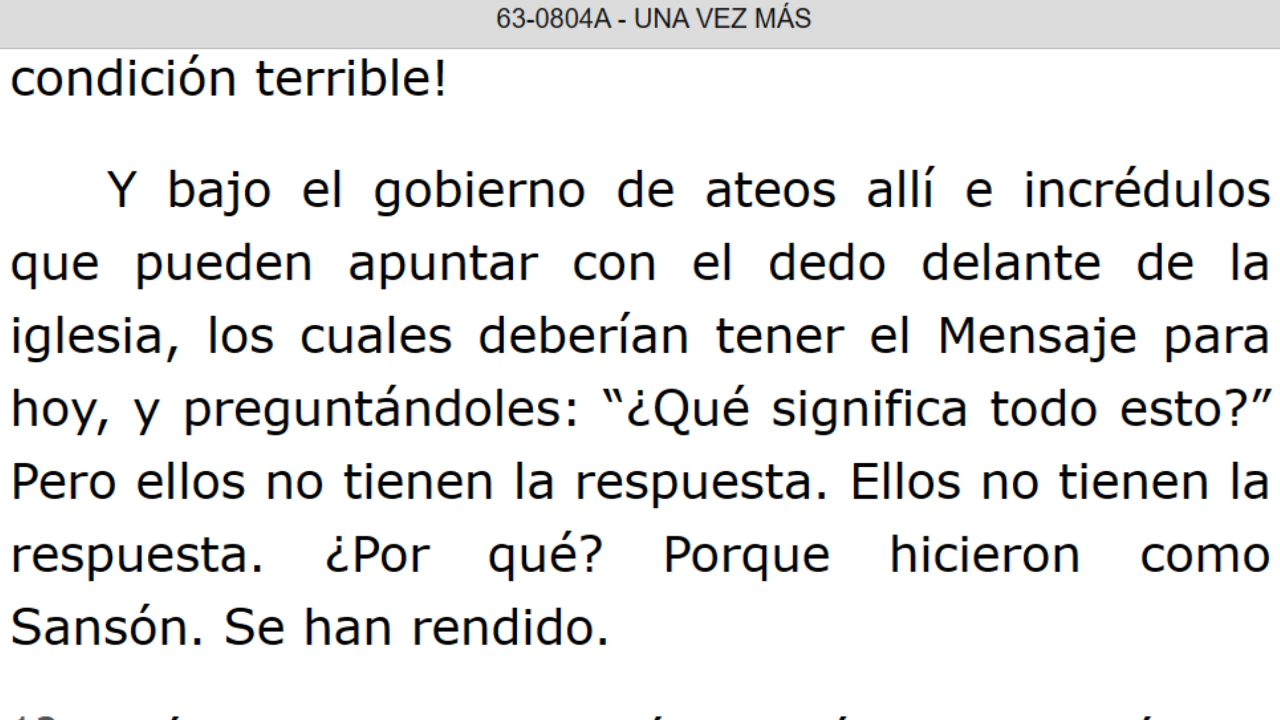 63-0804A - UNA VEZ MÁS
condición terrible!
Y bajo el gobierno de ateos allí e incrédulos
que pueden apuntar con el dedo delante de la
iglesia, los cuales deberían tener el Mensaje para
hoy, y preguntándoles: “¿Qué significa todo esto?”
Pero ellos no tienen la respuesta. Ellos no tienen la
respuesta. ¿Por qué? Porque hicieron como
Sansón. Se han rendido.